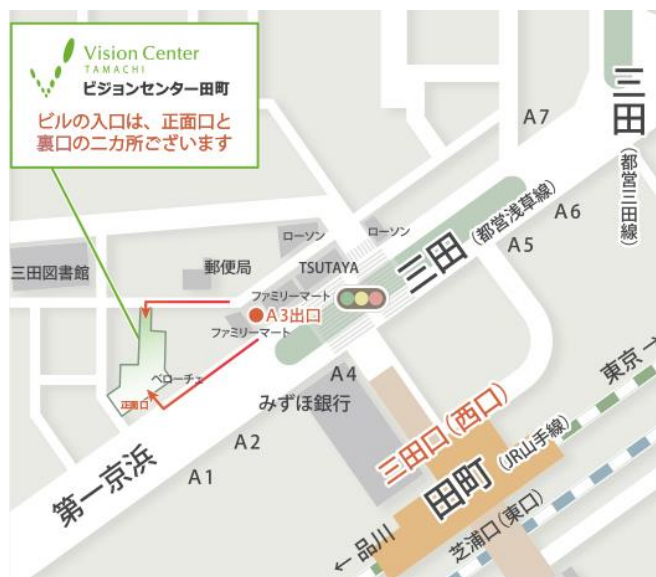 Vision Center
TAMACHI
ビジョンセンター田町
ビルの入口は、正面口と
裏口の二カ所ございます
A7
三田
(都営三田線)
A6
A5
三田
(都営浅草線)
ローソン
ローソン
三田図書館
郵便局
TSUTAYA
ファミリーマート
A3出口
ファミリーマート
ベローチェ
正面口
A4
みずほ銀行
A2
A1
第一京浜
三田口(西口)
東京→
田町
(JR山手線)
芝浦口(東口)
←品川